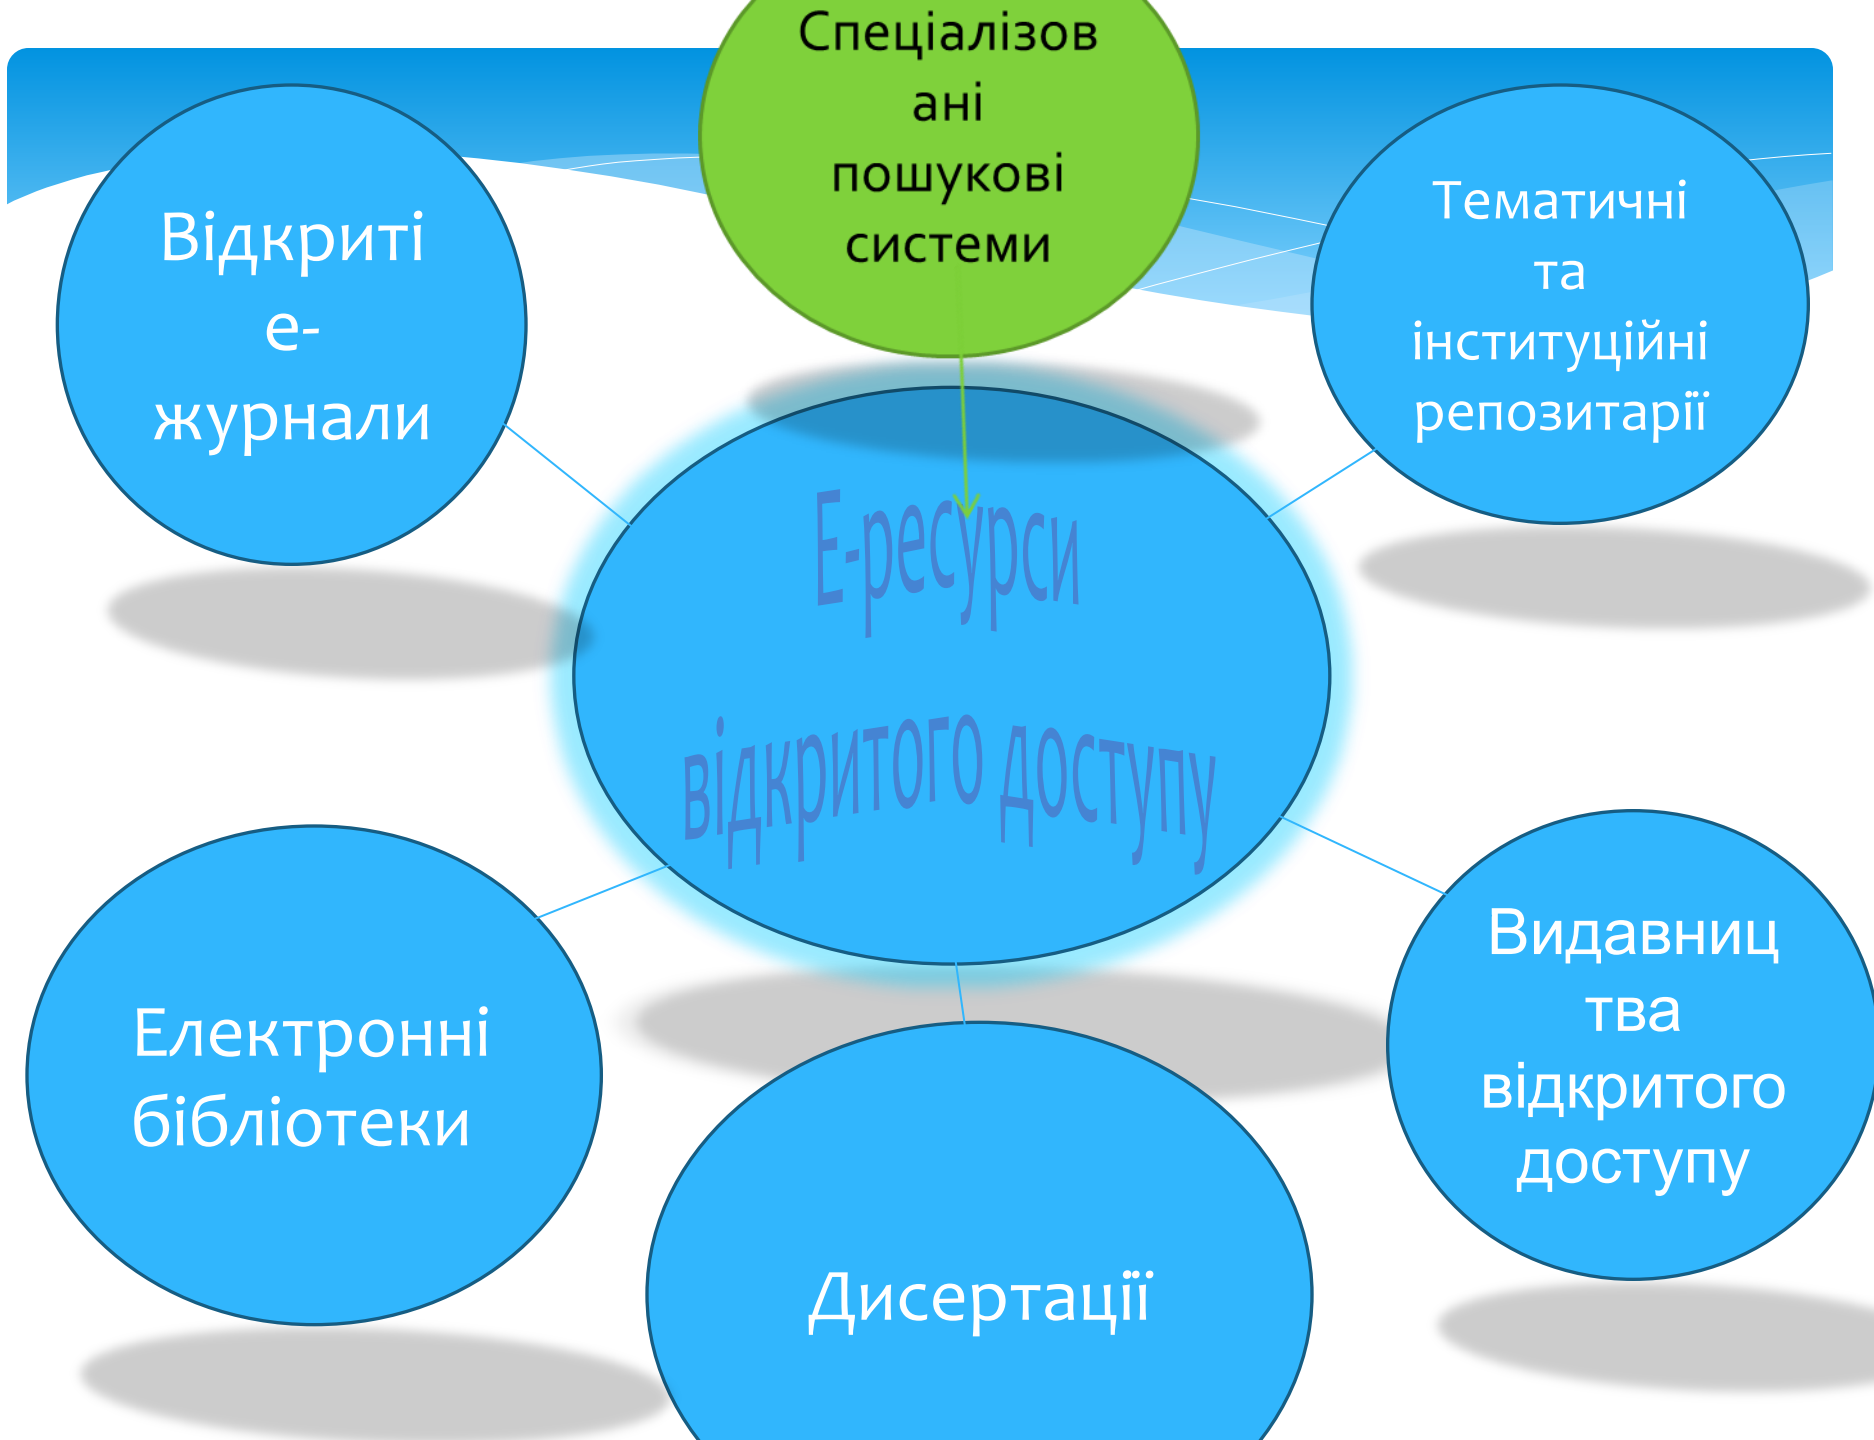 Спеціалізов
ані
пошукові
системи
Відкриті
е-
журнали
Тематичні
та
інституційні
репозитарії
Е-ресурси
відкритого доступу
Електронні
бібліотеки
Видавниц
тва
відкритого
доступу
Дисертації